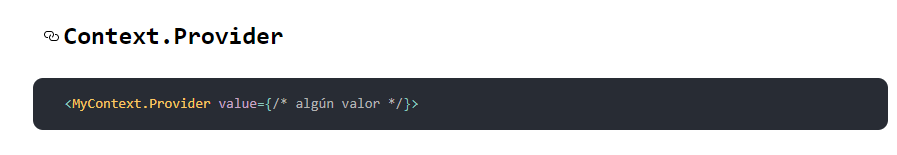 Context.Provider
<MyContext.Provider value={/* algún valor */}>